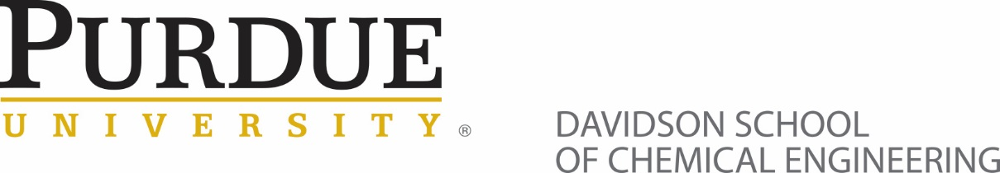 PURDUE
UNIVERSITY®
DAVIDSON SCHOOL
OF CHEMICAL ENGINEERING